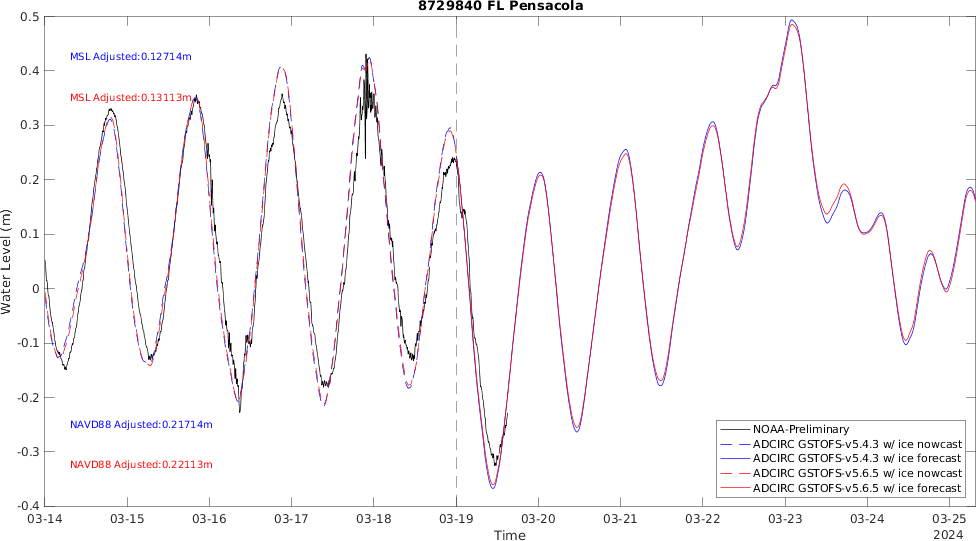 8729840 FL Pensacola
0.5
0.4
0.3
0.2
0.1
0
-0.1
-0.2
-0.3
-0.4
Water Level (m)
MSL Adjusted:0.12714m
MSL Adjusted:0.13113m
NAVD88 Adjusted:0.21714m
NAVD88 Adjusted:0.22113m
NOAA-Preliminary
ADCIRC GSTOFS-v5.4.3 w/ ice nowcast
ADCIRC GSTOFS-v5.4.3 w/ ice forecast
ADCIRC GSTOFS-v5.6.5 w/ ice nowcast
ADCIRC GSTOFS-v5.6.5 w/ ice forecast
03-14 03-15 03-16 03-17 03-18 03-19 03-20 03-21 03-22 03-23 03-24 03-25
2024
Time